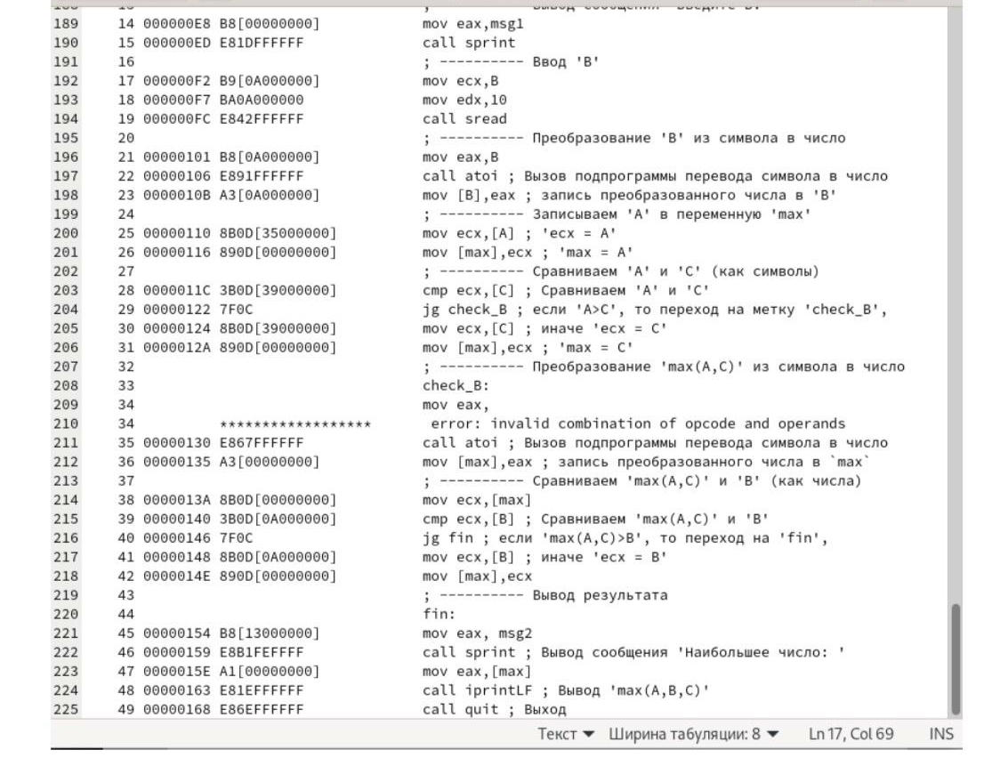 189 14 000000E8 B8[00000000] mov eax,msg1
190 15 000000ED E81DFFFFFF call sprint
191 16 ; ---------- Ввод 'B'
192 17 000000F2 B9[0A000000] mov ecx,B
193 18 000000F7 BA0A000000 mov edx,10
194 19 000000FC E842FFFFFF call sread
195 20 ; ---------- Преобразование 'B' из символа в число
196 21 00000101 B8[0A000000] mov eax,B
197 22 00000106 E891FFFFFF call atoi ; Вызов подпрограммы перевода символа в число
198 23 0000010B A3[0A000000] mov [B],eax ; запись преобразованного числа в 'B'
199 24 ; ---------- Записываем 'A' в переменную 'max'
200 25 00000110 8B0D[35000000] mov ecx,[A] ; 'ecx = A'
201 26 00000116 890D[00000000] mov [max],ecx ; 'max = A'
202 27 ; ---------- Сравниваем 'A' и 'С' (как символы)
203 28 0000011C 3B0D[39000000] cmp ecx,[C] ; Сравниваем 'A' и 'С'
204 29 00000122 7F0C jg check_B ; если 'A>C', то переход на метку 'check_B',
205 30 00000124 8B0D[39000000] mov ecx,[C] ; иначе 'ecx = C'
206 31 0000012A 890D[00000000] mov [max],ecx ; 'max = C'
207 32 ; ---------- Преобразование 'max(A,C)' из символа в число
208 33 check_B:
209 34 mov eax,
210 34 ****************** error: invalid combination of opcode and operands
211 35 00000130 E867FFFFFF call atoi ; Вызов подпрограммы перевода символа в число
212 36 00000135 A3[00000000] mov [max],eax ; запись преобразованного числа в `max`
213 37 ; ---------- Сравниваем 'max(A,C)' и 'B' (как числа)
214 38 0000013A 8B0D[00000000] mov ecx,[max]
215 39 00000140 3B0D[0A000000] cmp ecx,[B] ; Сравниваем 'max(A,C)' и 'B'
216 40 00000146 7F0C jg fin ; если 'max(A,C)>B', то переход на 'fin',
217 41 00000148 8B0D[0A000000] mov ecx,[B] ; иначе 'ecx = B'
218 42 0000014E 890D[00000000] mov [max],ecx
219 43 ; ---------- Вывод результата
220 44 fin:
221 45 00000154 B8[13000000] mov eax, msg2
222 46 00000159 E8B1FEFFFF call sprint ; Вывод сообщения 'Наибольшее число: '
223 47 0000015E A1[00000000] mov eax,[max]
224 48 00000163 E81EFFFFFF call iprintLF ; Вывод 'max(A,B,C)'
225 49 00000168 E86EFFFFFF call quit ; Выход
Текст Ширина табуляции: 8 Ln 17, Col 69 INS